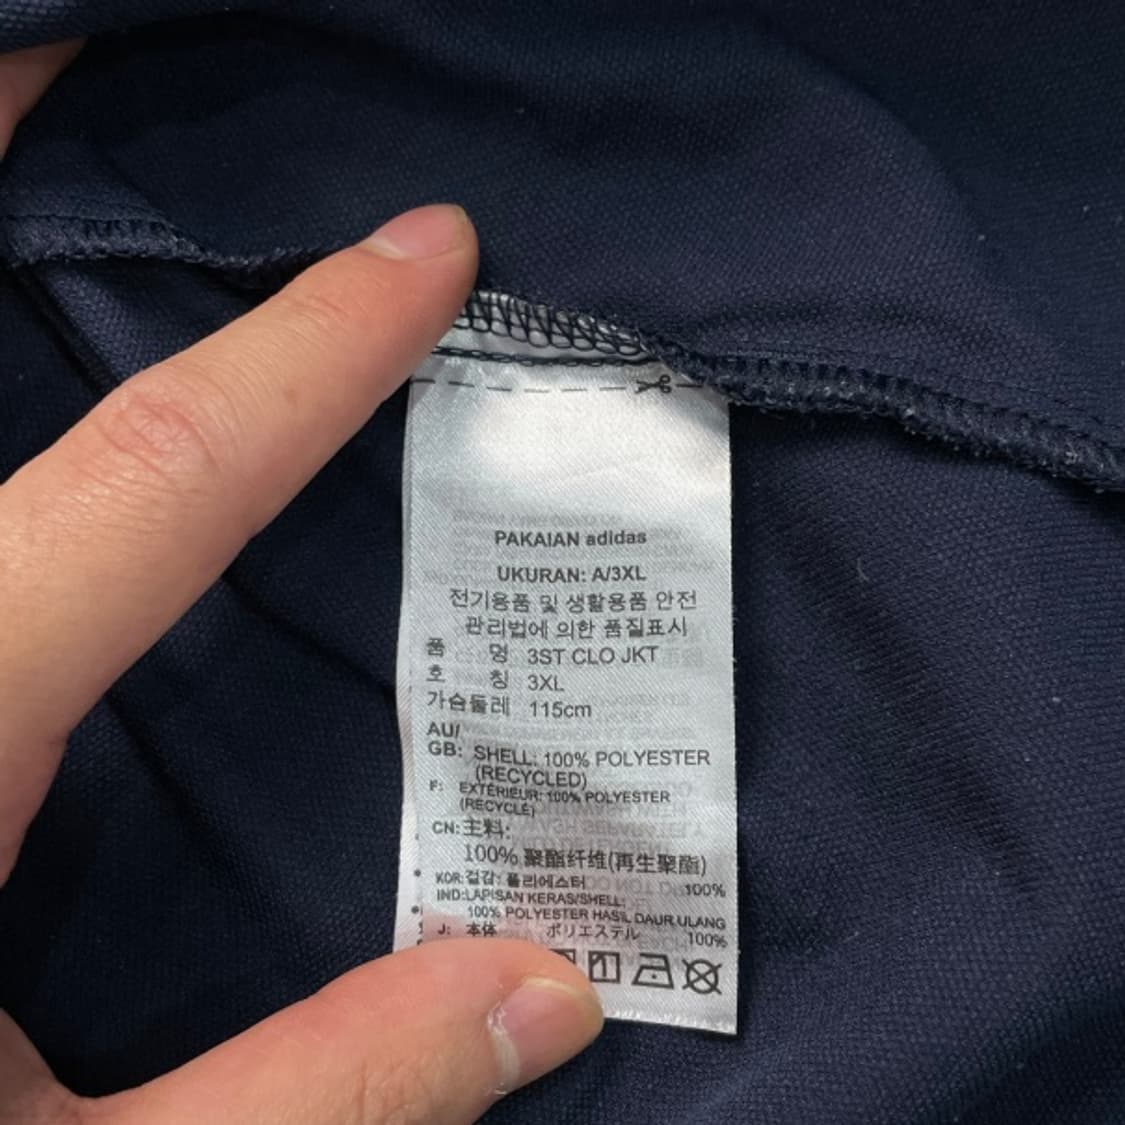 PAKAIAN adidas
UKURAN: A/3XL
전기용품 및 생활용품 안전
관리법에 의한 품질표시
품 명 3ST CLO JKT
호 칭 3XL
가슴둘레 115cm
AU/
GB: SHELL: 100% POLYESTER
(RECYCLED)
F: EXTÉRIEUR: 100% POLYESTER
(RECYCLÉ)
CN: 主料:
100% 聚酯纤维(再生聚酯)
KOR: 겉감: 폴리에스터 100%
IND: LAPISAN KERAS/SHELL:
100% POLYESTER HASIL DAUR ULANG
J: 本体 ポリエステル 100%